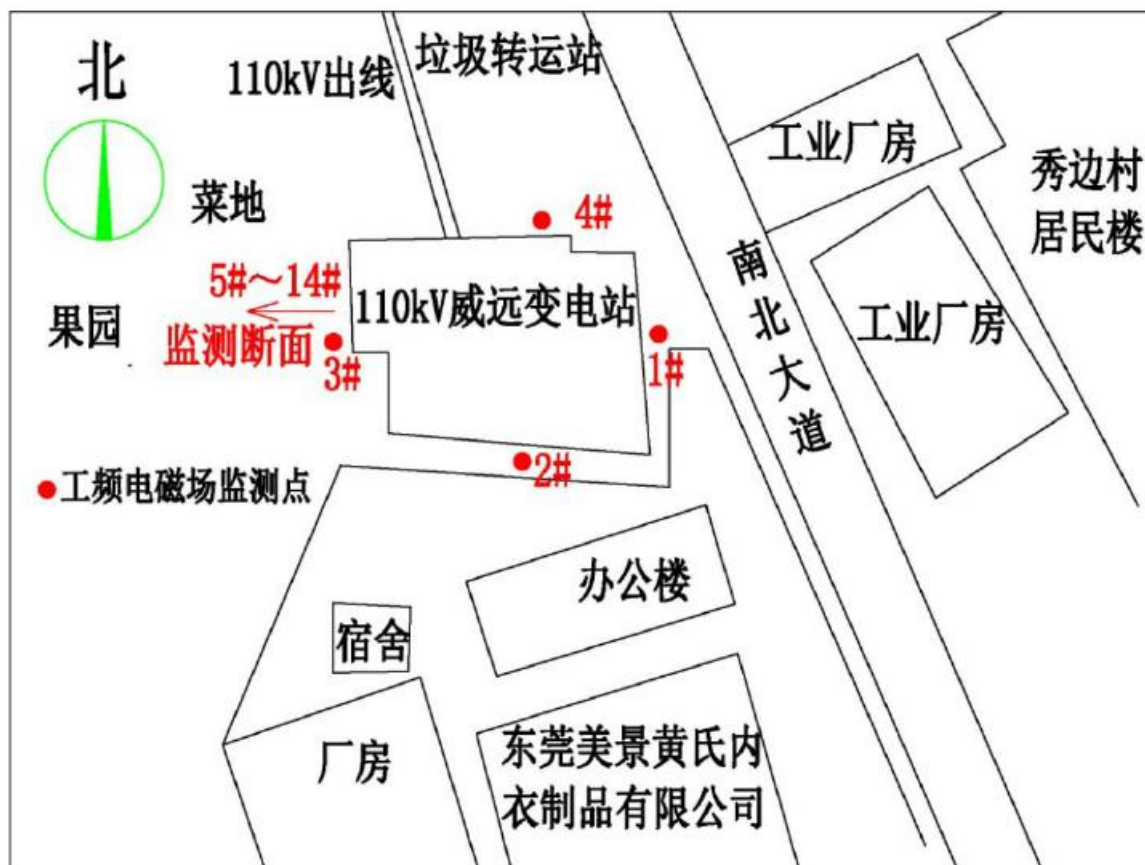 北
110kV出线
垃圾转运站
工业厂房
秀边村
居民楼
菜地
4#
南北大道
5#～14#
110kV威远变电站
工业厂房
果园
监测断面
3#
1#
2#
工频电磁场监测点
办公楼
宿舍
厂房
东莞美景黄氏内
衣制品有限公司